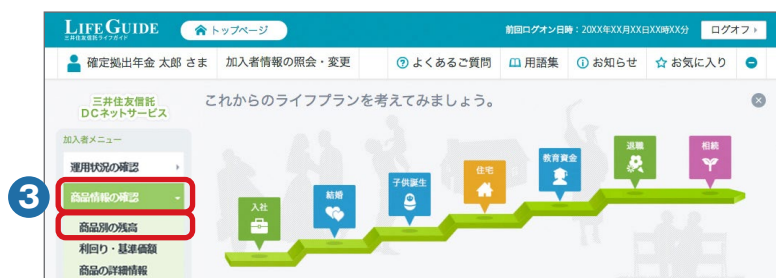 LIFE GUIDE
三井住友信託ライフガイド
トップページ
前回ログオン日時：20XX年XX月XX日XX時XX分
ログオフ
確定拠出年金 太郎 さま
加入者情報の照会・変更
よくあるご質問
用語集
お知らせ
お気に入り
三井住友信託
DCネットサービス
これからのライフプランを考えてみましょう。
加入者メニュー
運用状況の確認
3
商品情報の確認
商品別の残高
利回り・基準価額
商品の詳細情報
入社
結婚
子供誕生
住宅
教育資金
退職
相続